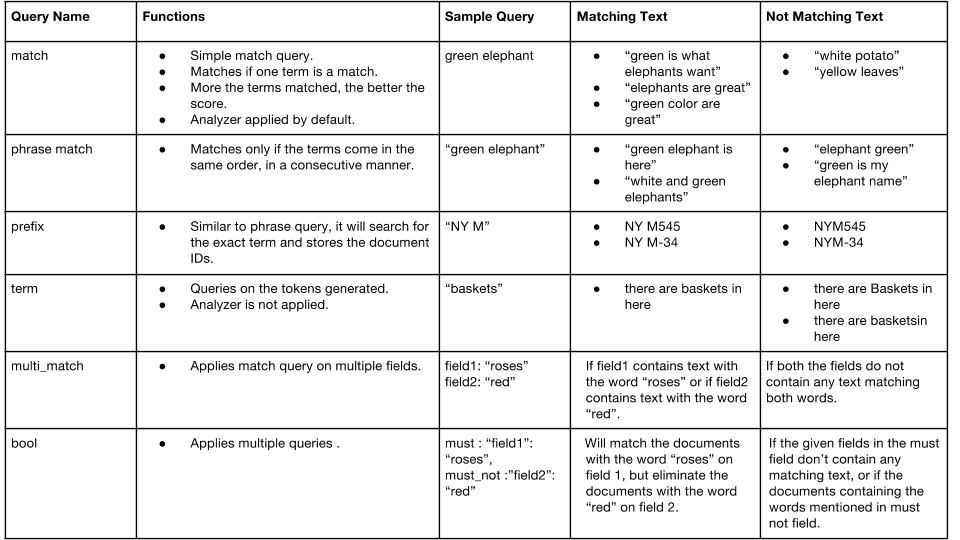 Query Name
Functions
Sample Query
Matching Text
Not Matching Text
match
● Simple match query.
● Matches if one term is a match.
● More the terms matched, the better the
score.
● Analyzer applied by default.
green elephant
● “green is what
elephants want”
● “elephants are great”
● “green color are
great”
● “white potato”
● “yellow leaves”
phrase match
● Matches only if the terms come in the
same order, in a consecutive manner.
“green elephant”
● “green elephant is
here”
● “white and green
elephants”
● “elephant green”
● “green is my
elephant name”
prefix
● Similar to phrase query, it will search for
the exact term and stores the document
IDs.
“NY M”
● NY M545
● NY M-34
● NYM545
● NYM-34
term
● Queries on the tokens generated.
● Analyzer is not applied.
“baskets”
● there are baskets in
here
● there are Baskets in
here
● there are basketsin
here
multi_match
● Applies match query on multiple fields.
field1: “roses”
field2: “red”
If field1 contains text with
the word “roses” or if field2
contains text with the word
“red”.
If both the fields do not
contain any text matching
both words.
bool
● Applies multiple queries .
must : “field1”:
“roses”,
must_not :”field2”:
“red”
Will match the documents
with the word “roses” on
field 1, but eliminate the
documents with the word
“red” on field 2.
If the given fields in the must
field don’t contain any
matching text, or if the
documents containing the
words mentioned in must
not field.